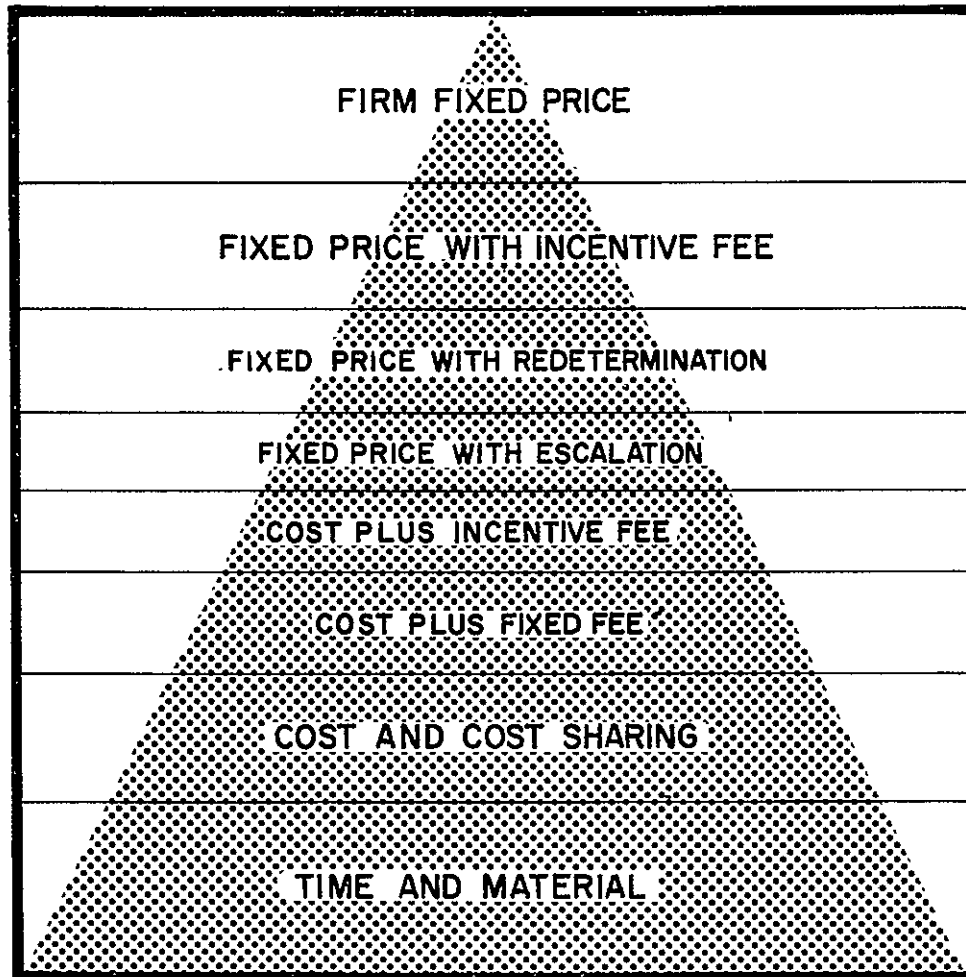 FIRM FIXED PRICE
FIXED PRICE WITH INCENTIVE FEE
FIXED PRICE WITH REDETERMINATION
FIXED PRICE WITH ESCALATION
COST PLUS INCENTIVE FEE
COST PLUS FIXED FEE
COST AND COST SHARING
TIME AND MATERIAL